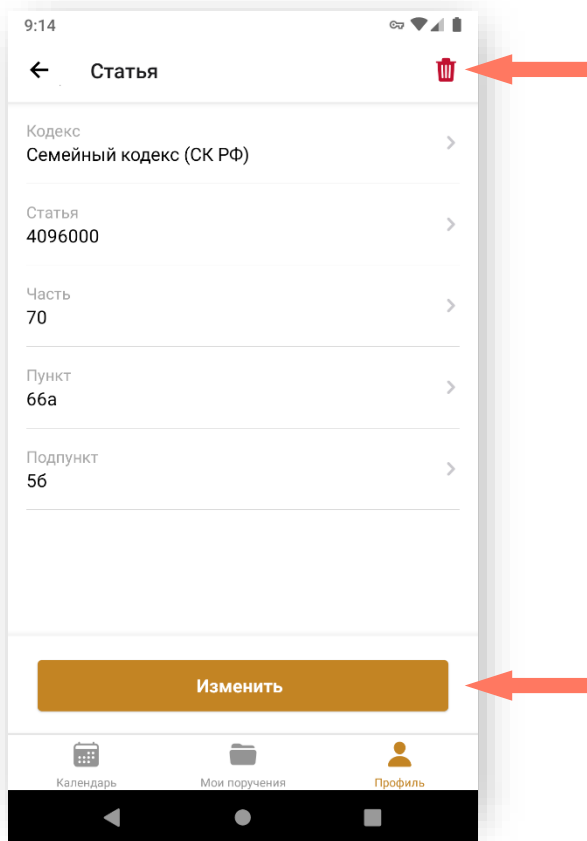 9:14
Статья
Кодекс
Семейный кодекс (СК РФ)
Статья
4096000
Часть
70
Пункт
66а
Подпункт
5б
Изменить
Календарь
Мои поручения
Профиль